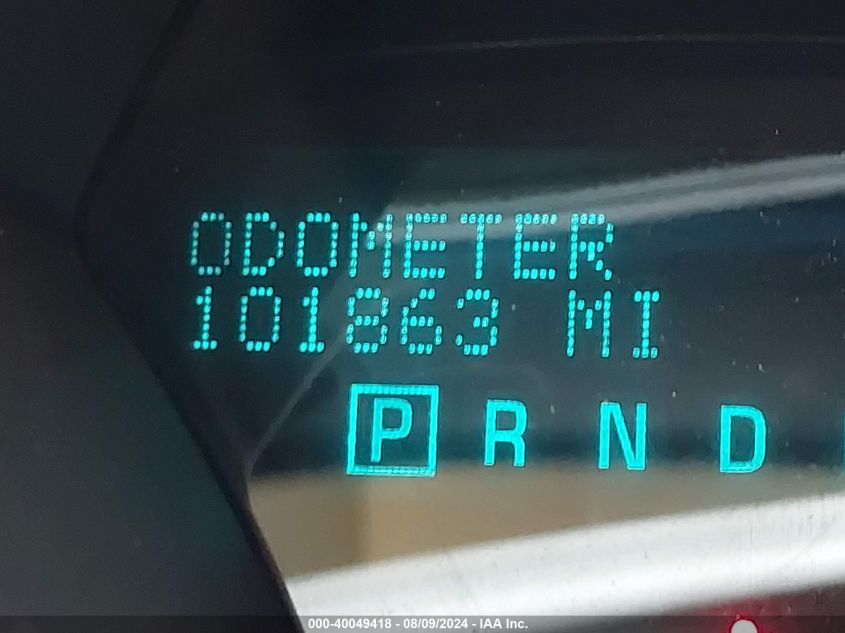 ODOMETER
101863 MI
P R N D
000-40049418 - 08/09/2024 - IAA Inc.